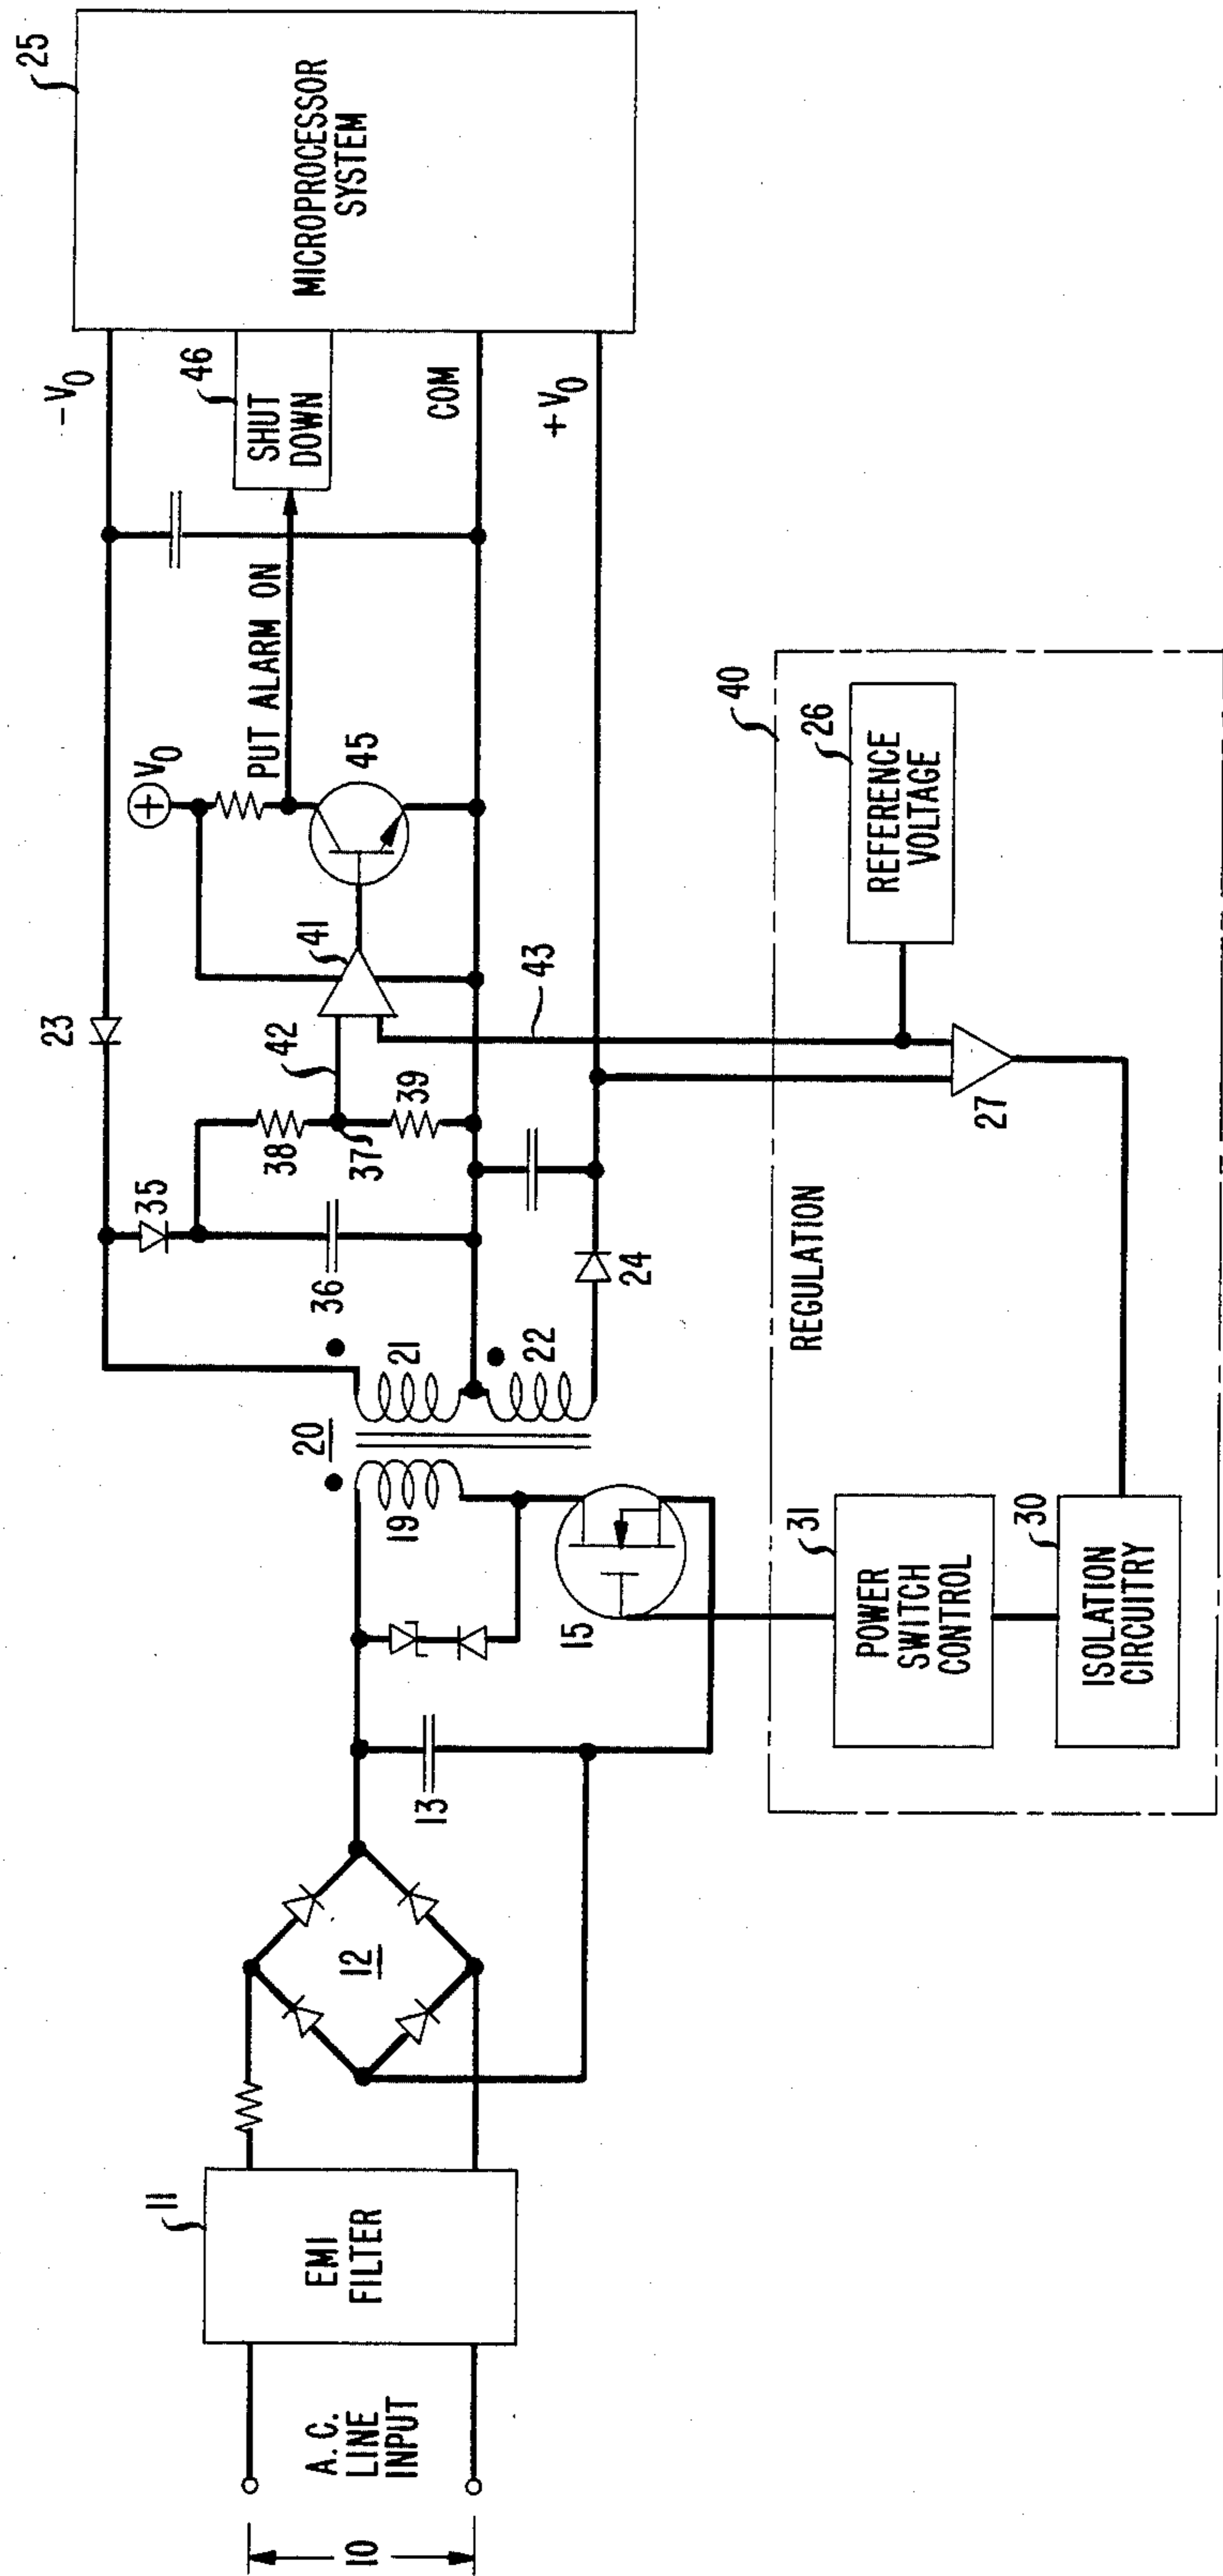 10
A.C.
LINE
INPUT
11
EMI
FILTER
12
13
15
19
20
21
22
36
35
23
24
38
37
39
42
41
43
+
V0
45
PUT ALARM ON
SHUT
DOWN
46
-V0
COM
+V0
25
MICROPROCESSOR
SYSTEM
REGULATION
40
31
POWER
SWITCH
CONTROL
30
ISOLATION
CIRCUITRY
27
26
REFERENCE
VOLTAGE